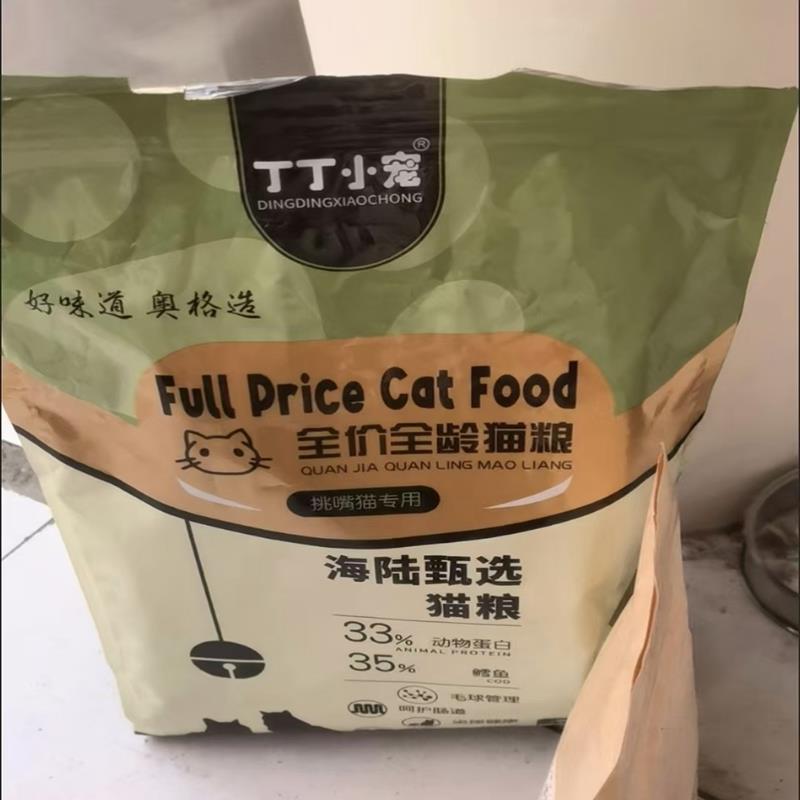 丁丁小宠®
DINGDINGXIAOCHONG
好味道 奥格造
Full Price Cat Food
全价全龄猫粮
QUAN JIA QUAN LING MAO LIANG
挑嘴猫专用
海陆甄选
猫粮
33% 动物蛋白
ANIMAL PROTEIN
35% 鳕鱼
COD
毛球管理
呵护肠道